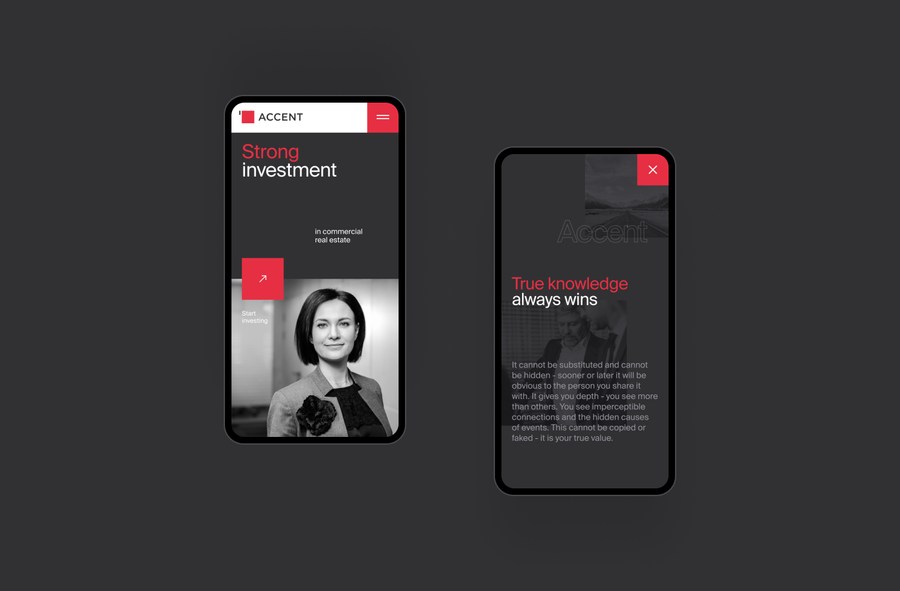 ACCENT
Strong
investment
in commercial
real estate
Start
investing
Accent
True knowledge
always wins
It cannot be substituted and cannot
be hidden - sooner or later it will be
obvious to the person you share it
with. It gives you depth - you see more
than others. You see imperceptible
connections and the hidden causes
of events. This cannot be copied or
faked - it is your true value.